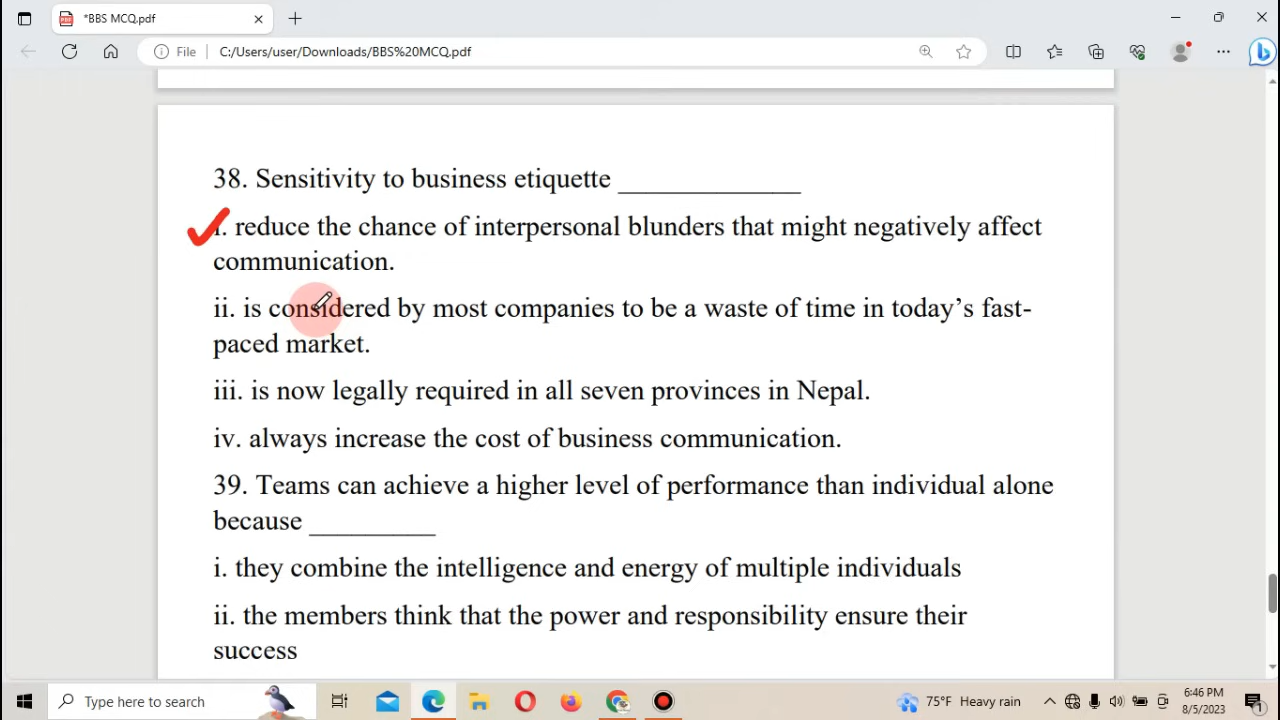 *BBS MCQ.pdf
File
C:/Users/user/Downloads/BBS%20MCQ.pdf
38. Sensitivity to business etiquette _____________
i. reduce the chance of interpersonal blunders that might negatively affect
communication.
ii. is considered by most companies to be a waste of time in today’s fast-
paced market.
iii. is now legally required in all seven provinces in Nepal.
iv. always increase the cost of business communication.
39. Teams can achieve a higher level of performance than individual alone
because _________
i. they combine the intelligence and energy of multiple individuals
ii. the members think that the power and responsibility ensure their
success
Type here to search
75°F Heavy rain
6:46 PM
8/5/2023
1